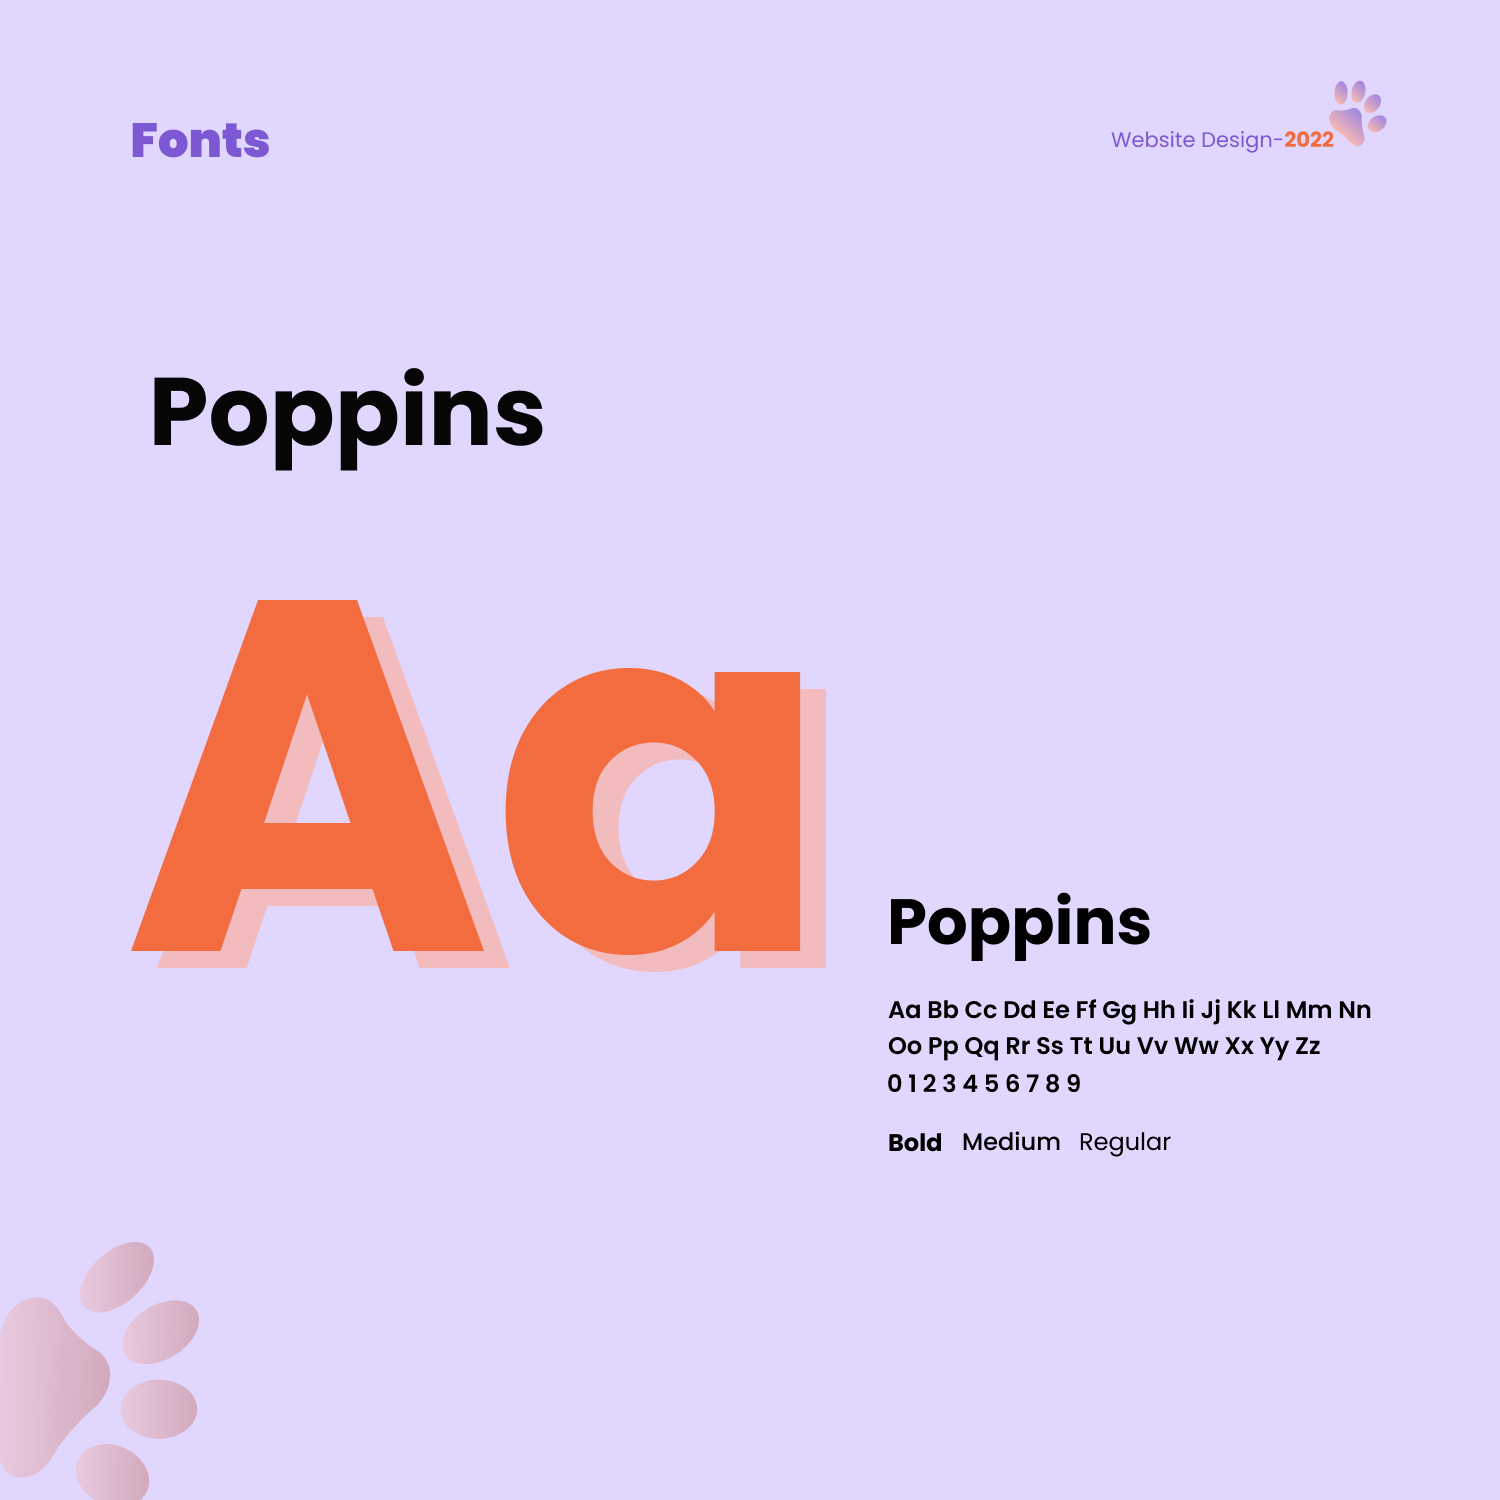 Fonts
Website Design-2022
Poppins
Aa
Poppins
Aa Bb Cc Dd Ee Ff Gg Hh Ii Jj Kk Ll Mm Nn
Oo Pp Qq Rr Ss Tt Uu Vv Ww Xx Yy Zz
0 1 2 3 4 5 6 7 8 9
Bold Medium Regular